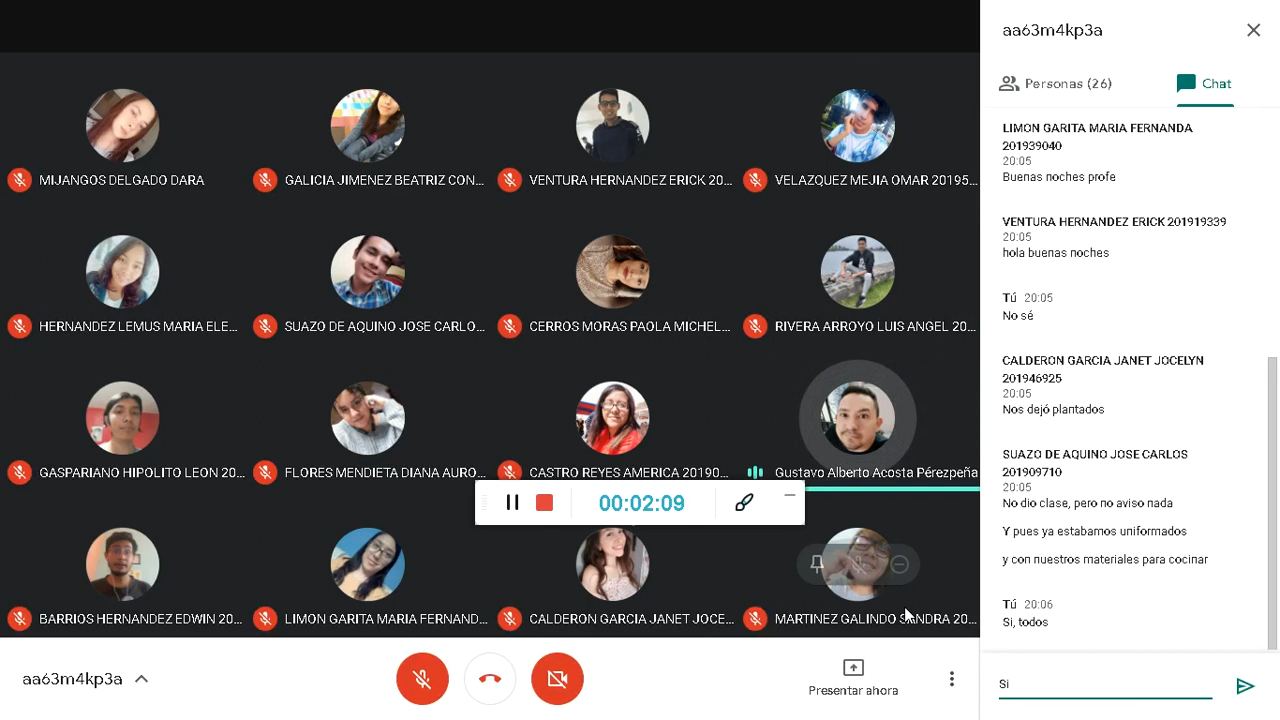 MIJANGOS DELGADO DARA
GALICIA JIMENEZ BEATRIZ CON...
VENTURA HERNANDEZ ERICK 20...
VELAZQUEZ MEJIA OMAR 20195...
HERNANDEZ LEMUS MARIA ELE...
SUAZO DE AQUINO JOSE CARLO...
CERROS MORAS PAOLA MICHEL...
RIVERA ARROYO LUIS ANGEL 20...
GASPARIANO HIPOLITO LEON 20...
FLORES MENDIETA DIANA AURO...
CASTRO REYES AMERICA 20190...
Gustavo Alberto Acosta Pérezpeña
00:02:09
BARRIOS HERNANDEZ EDWIN 20...
LIMON GARITA MARIA FERNAND...
CALDERON GARCIA JANET JOCE...
MARTINEZ GALINDO SANDRA 20...
aa63m4kp3a
Presentar ahora
aa63m4kp3a
Personas (26)
Chat
LIMON GARITA MARIA FERNANDA
201939040
20:05
Buenas noches profe
VENTURA HERNANDEZ ERICK 201919339
20:05
hola buenas noches
Tú 20:05
No sé
CALDERON GARCIA JANET JOCELYN
201946925
20:05
Nos dejó plantados
SUAZO DE AQUINO JOSE CARLOS
201909710
20:05
No dio clase, pero no aviso nada
Y pues ya estabamos uniformados
y con nuestros materiales para cocinar
Tú 20:06
Si, todos
Si